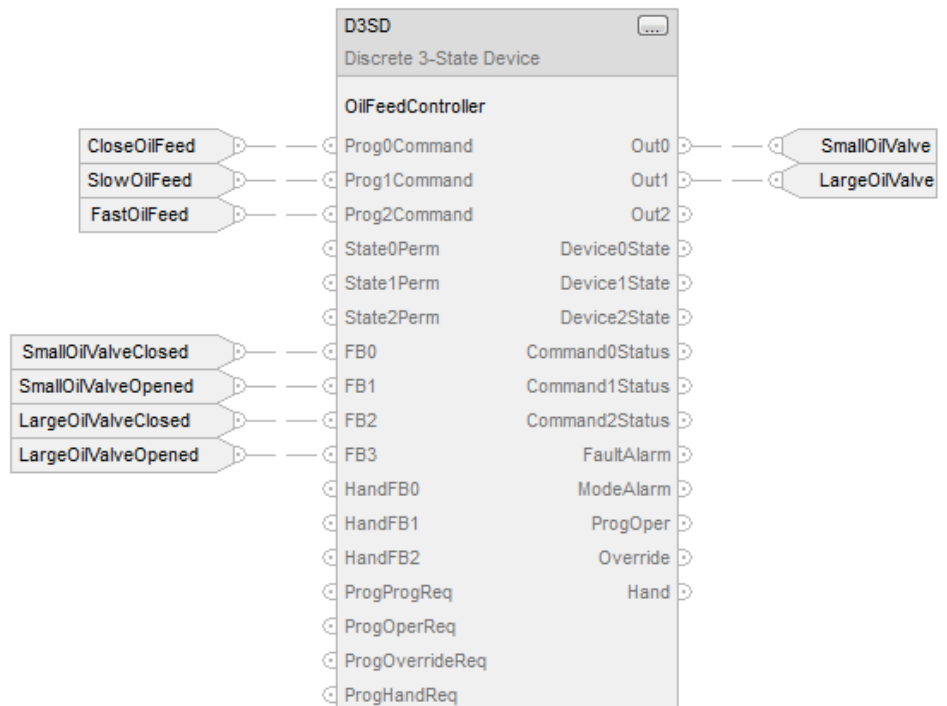 D3SD ...
Discrete 3-State Device
OilFeedController
CloseOilFeed Prog0Command Out0 SmallOilValve
SlowOilFeed Prog1Command Out1 LargeOilValve
FastOilFeed Prog2Command Out2
State0Perm Device0State
State1Perm Device1State
State2Perm Device2State
SmallOilValveClosed FB0 Command0Status
SmallOilValveOpened FB1 Command1Status
LargeOilValveClosed FB2 Command2Status
LargeOilValveOpened FB3 FaultAlarm
HandFB0 ModeAlarm
HandFB1 ProgOper
HandFB2 Override
ProgProgReq Hand
ProgOperReq
ProgOverrideReq
ProgHandReq